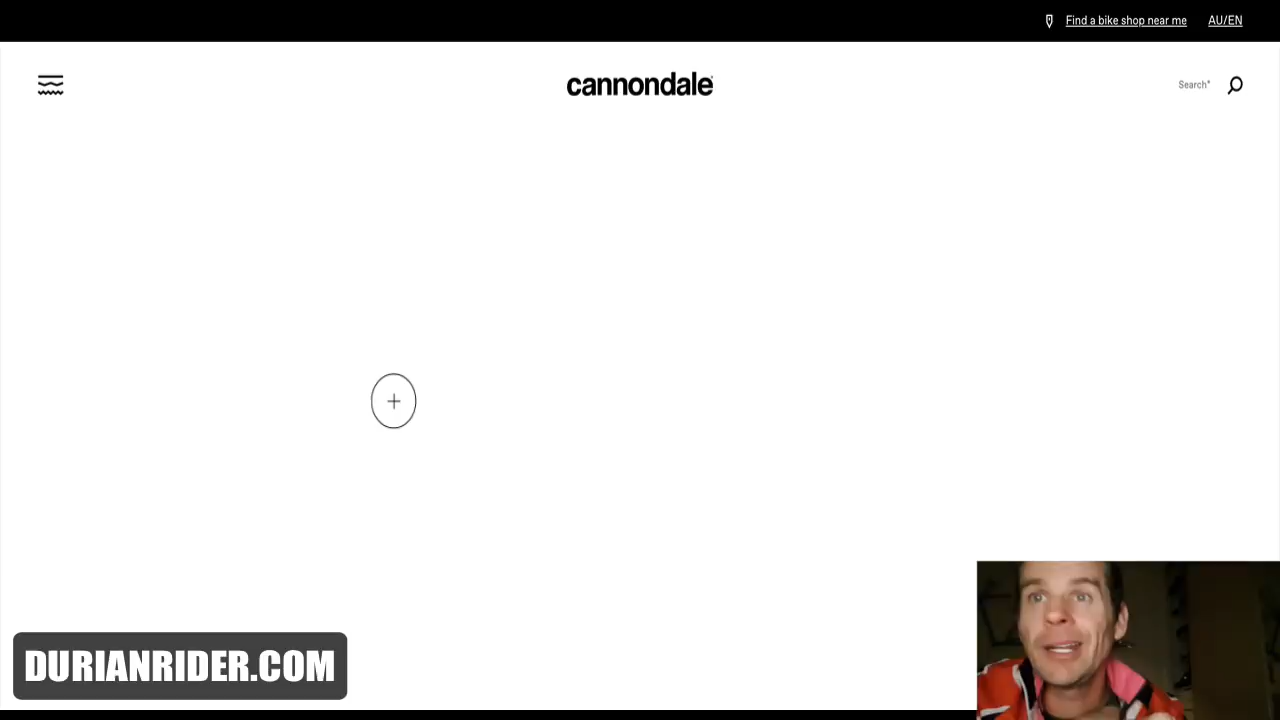 Find a bike shop near me
AU/EN
cannondale
Search*
DURIANRIDER.COM